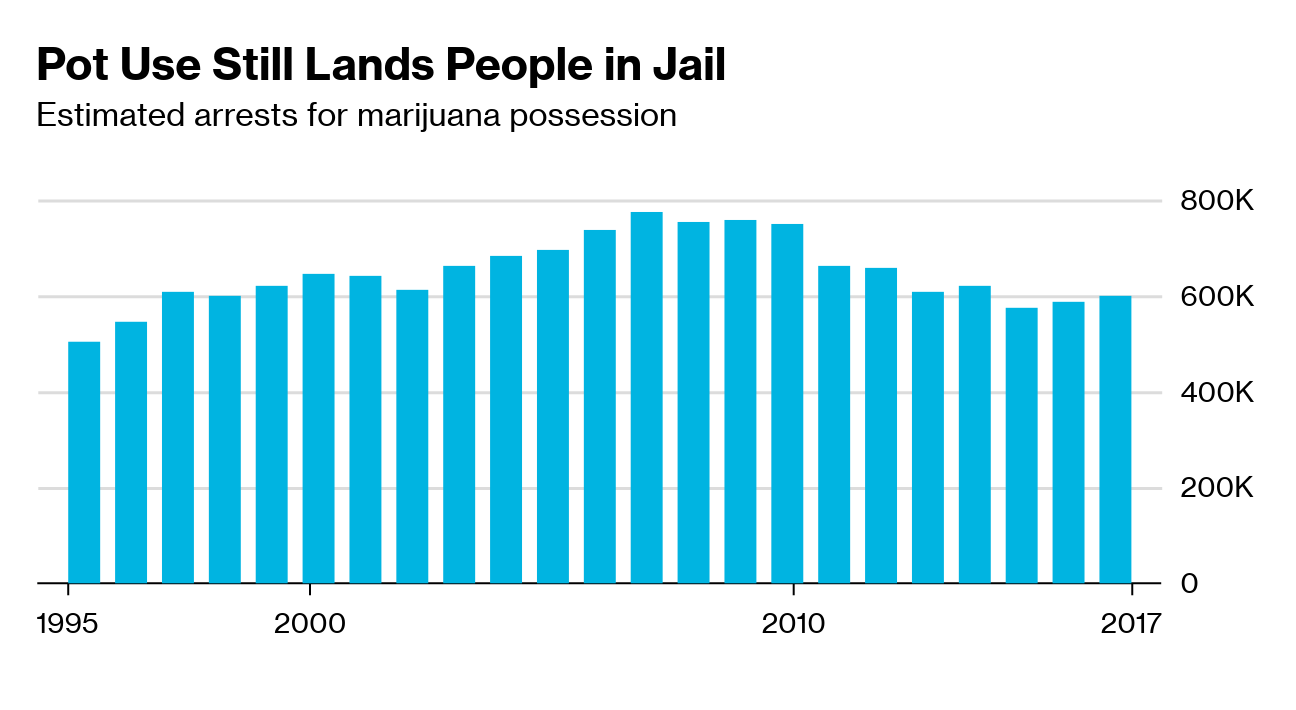 Pot Use Still Lands People in Jail
Estimated arrests for marijuana possession
800K
600K
400K
200K
0
1995 2000 2010 2017